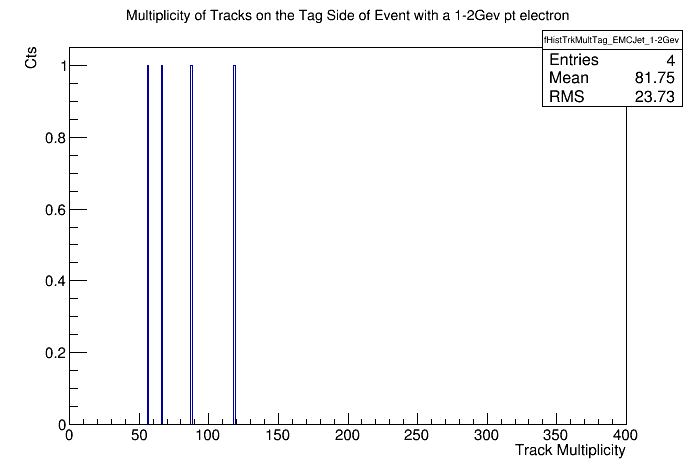 Multiplicity of Tracks on the Tag Side of Event with a 1-2Gev pt electron
fHistTrkMultTag_EMCJet_1-2Gev
Entries 4
Mean 81.75
RMS 23.73
Cts
1
0.8
0.6
0.4
0.2
0
0 50 100 150 200 250 300 350 400
Track Multiplicity